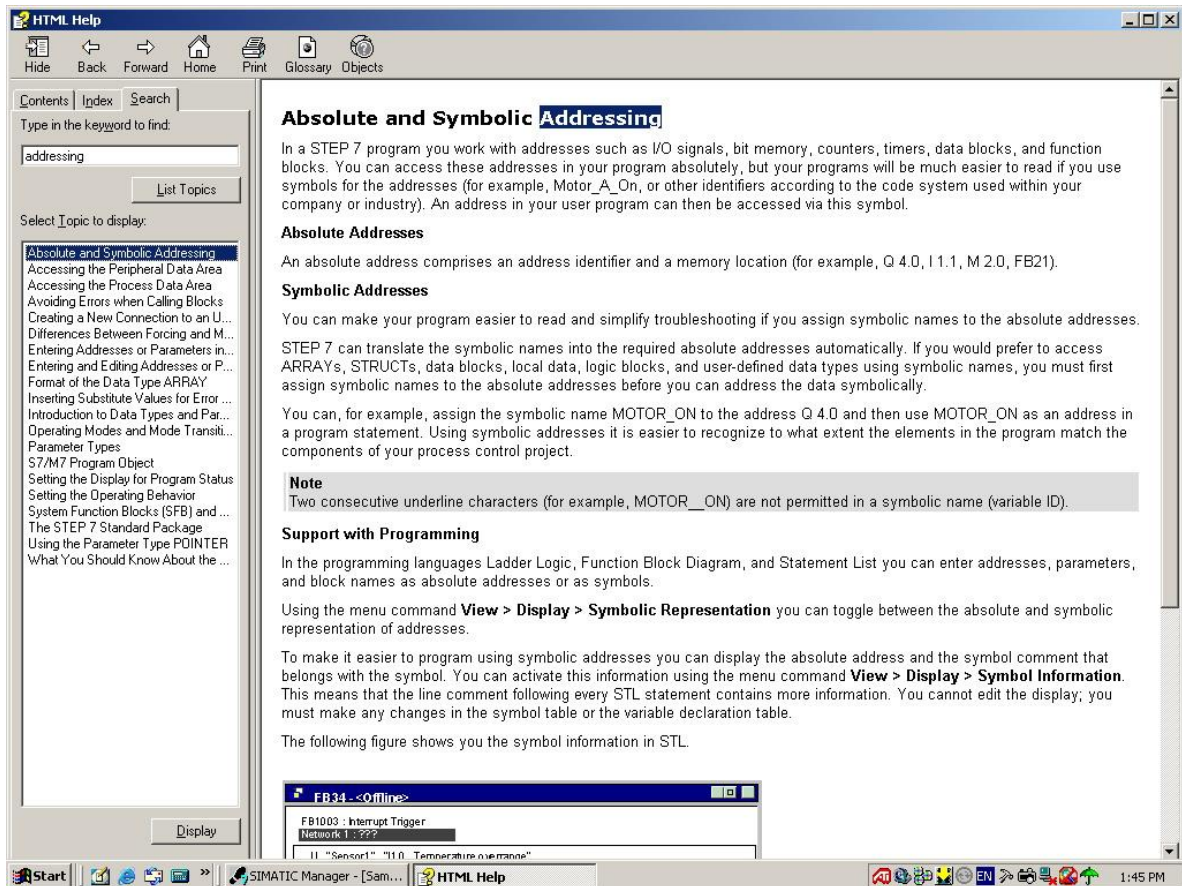 HTML Help
Hide Back Forward Home Print Glossary Objects
Contents Index Search
Type in the keyword to find:
addressing
List Topics
Select Topic to display:
Absolute and Symbolic Addressing
Accessing the Peripheral Data Area
Accessing the Process Data Area
Avoiding Errors when Calling Blocks
Creating a New Connection to an U...
Differences Between Forcing and M...
Entering Addresses or Parameters in...
Entering and Editing Addresses or P...
Format of the Data Type ARRAY
Inserting Substitute Values for Error ...
Introduction to Data Types and Par...
Operating Modes and Mode Transiti...
Parameter Types
S7/M7 Program Object
Setting the Display for Program Status
Setting the Operating Behavior
System Function Blocks (SFB) and ...
The STEP 7 Standard Package
Using the Parameter Type POINTER
What You Should Know About the ...
Display
Absolute and Symbolic Addressing
In a STEP 7 program you work with addresses such as I/O signals, bit memory, counters, timers, data blocks, and function
blocks. You can access these addresses in your program absolutely, but your programs will be much easier to read if you use
symbols for the addresses (for example, Motor_A_On, or other identifiers according to the code system used within your
company or industry). An address in your user program can then be accessed via this symbol.
Absolute Addresses
An absolute address comprises an address identifier and a memory location (for example, Q 4.0, I 1.1, M 2.0, FB21).
Symbolic Addresses
You can make your program easier to read and simplify troubleshooting if you assign symbolic names to the absolute addresses.
STEP 7 can translate the symbolic names into the required absolute addresses automatically. If you would prefer to access
ARRAYs, STRUCTs, data blocks, local data, logic blocks, and user-defined data types using symbolic names, you must first
assign symbolic names to the absolute addresses before you can address the data symbolically.
You can, for example, assign the symbolic name MOTOR_ON to the address Q 4.0 and then use MOTOR_ON as an address in
a program statement. Using symbolic addresses it is easier to recognize to what extent the elements in the program match the
components of your process control project.
Note
Two consecutive underline characters (for example, MOTOR__ON) are not permitted in a symbolic name (variable ID).
Support with Programming
In the programming languages Ladder Logic, Function Block Diagram, and Statement List you can enter addresses, parameters,
and block names as absolute addresses or as symbols.
Using the menu command View > Display > Symbolic Representation you can toggle between the absolute and symbolic
representation of addresses.
To make it easier to program using symbolic addresses you can display the absolute address and the symbol comment that
belongs with the symbol. You can activate this information using the menu command View > Display > Symbol Information.
This means that the line comment following every STL statement contains more information. You cannot edit the display; you
must make any changes in the symbol table or the variable declaration table.
The following figure shows you the symbol information in STL.
FB34 - <Offline>
FB1003 : Interrupt Trigger
Network 1 : ???
U "Sensor1" "I1.0 Temperature overrange"
Start
SIMATIC Manager - [Sam...
HTML Help
EN
1:45 PM